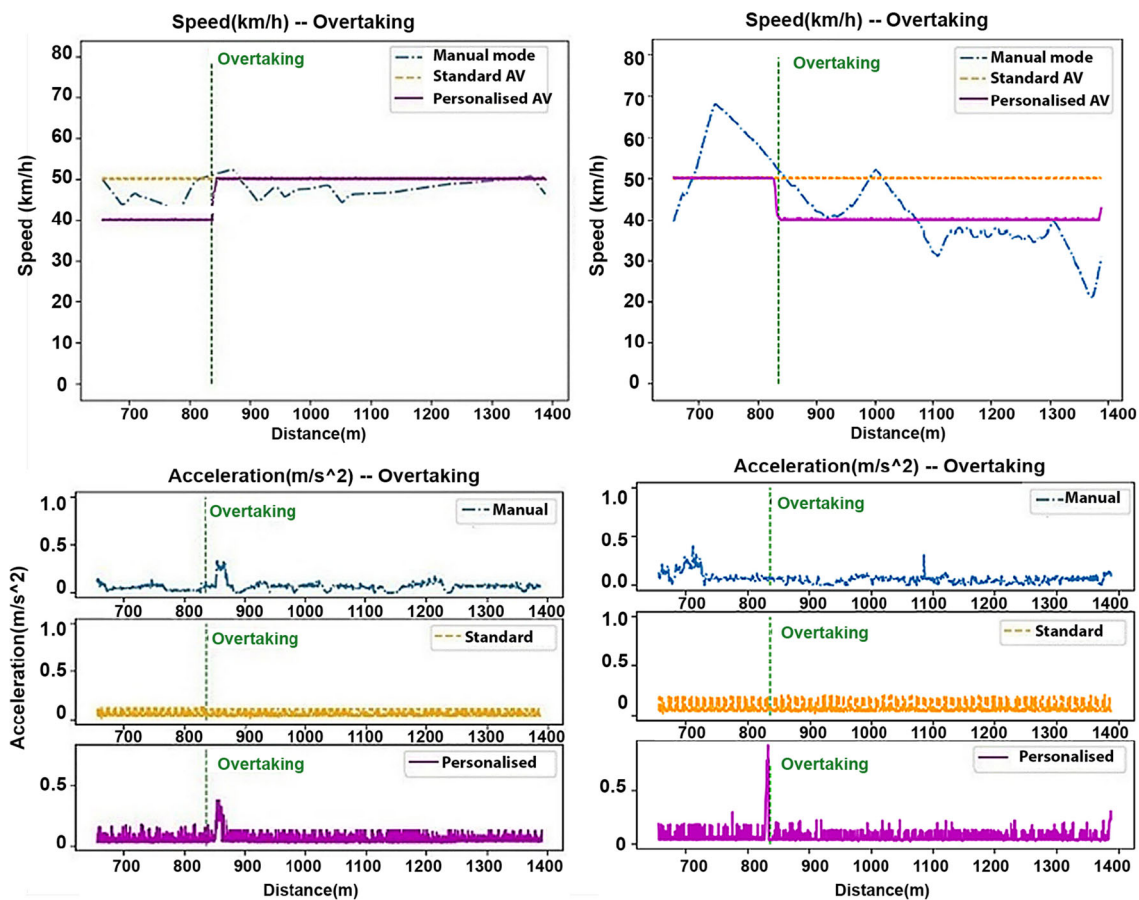 Speed(km/h) -- Overtaking
80
70
60
50
40
30
20
10
0
Speed (km/h)
Overtaking
Manual mode
Standard AV
Personalised AV
700 800 900 1000 1100 1200 1300 1400
Distance(m)
Speed(km/h) -- Overtaking
80
70
60
50
40
30
20
10
0
Speed (km/h)
Overtaking
Manual mode
Standard AV
Personalised AV
700 800 900 1000 1100 1200 1300 1400
Distance(m)
Acceleration(m/s^2) -- Overtaking
Acceleration(m/s^2)
1.0
0.5
0
Overtaking
Manual
700 800 900 1000 1100 1200 1300 1400
1.0
0.5
0
Overtaking
Standard
700 800 900 1000 1100 1200 1300 1400
0.5
0
Overtaking
Personalised
700 800 900 1000 1100 1200 1300 1400
Distance(m)
Acceleration(m/s^2) -- Overtaking
1.0
0.5
0.0
Overtaking
Manual
700 800 900 1000 1100 1200 1300 1400
1.0
0.5
0
Overtaking
Standard
700 800 900 1000 1100 1200 1300 1400
0.5
0
Overtaking
Personalised
700 800 900 1000 1100 1200 1300 1400
Distance(m)